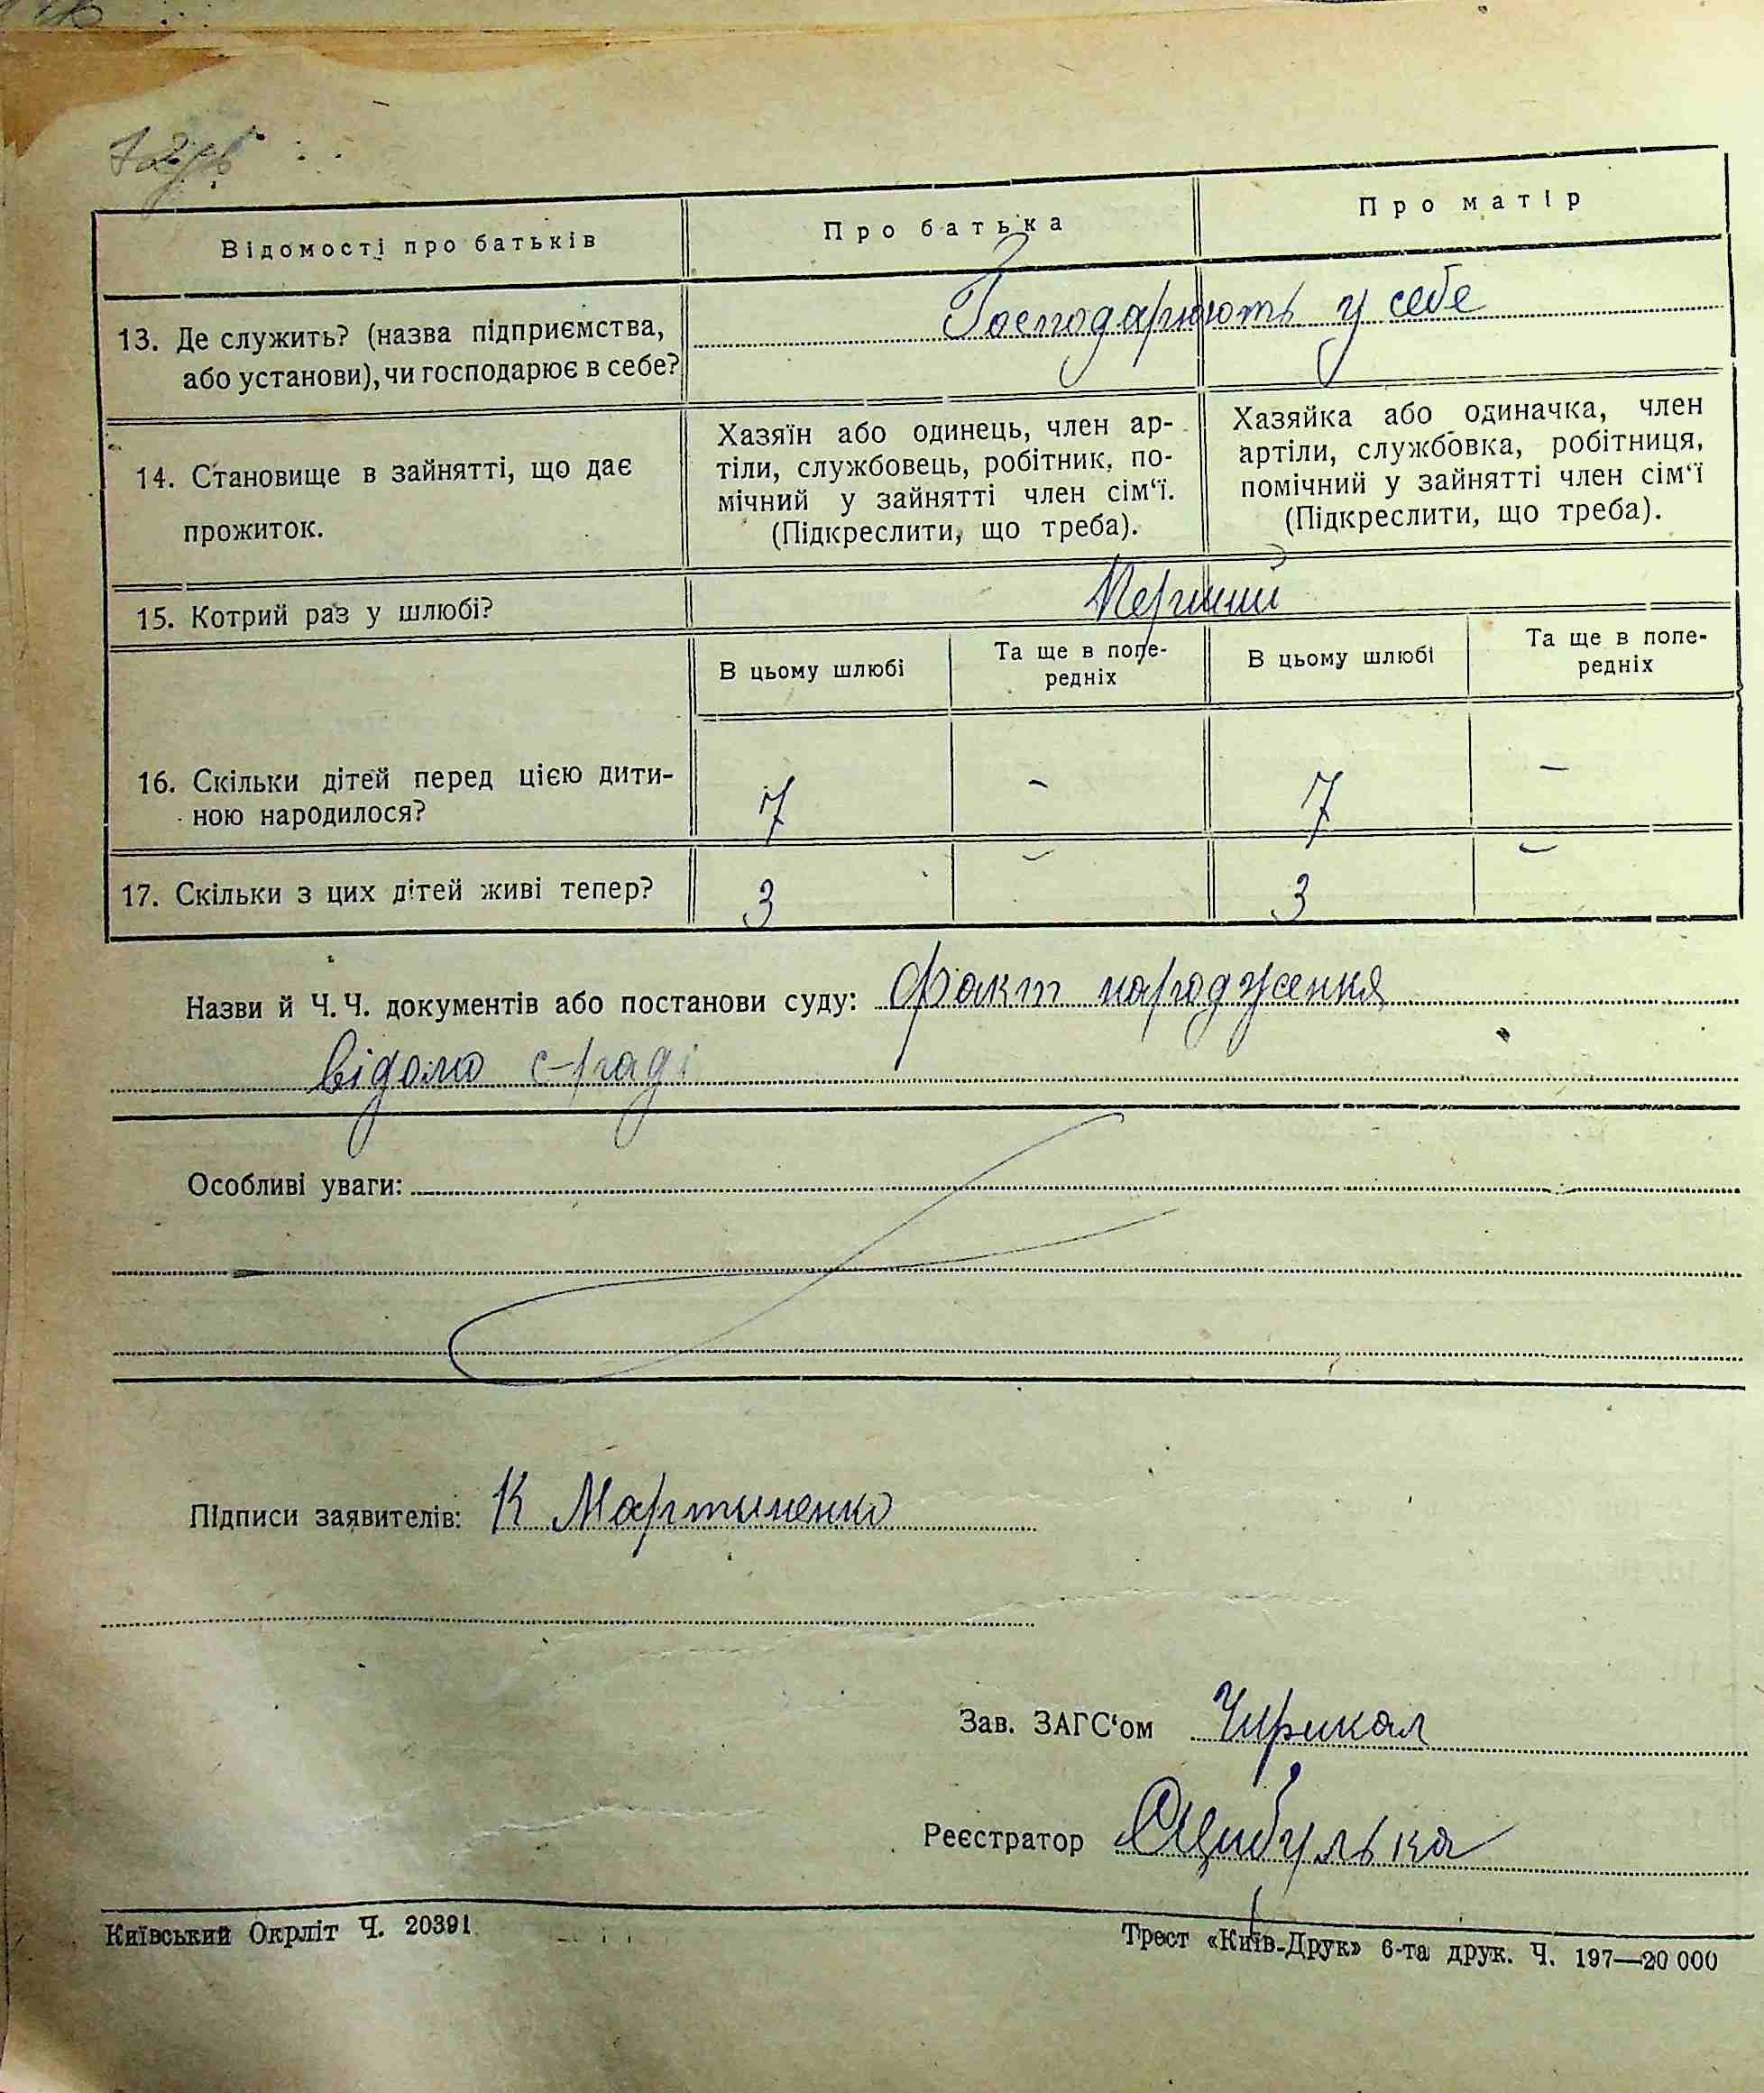 Відомості про батьків
Про батька
Про матір
13. Де служить? (назва підприємства,
або установи), чи господарює в себе?
Господарюють у себе
14. Становище в зайнятті, що дає
прожиток.
Хазяїн або одинець, член ар-
тіли, службовець, робітник, по-
мічний у зайнятті член сім‘ї.
(Підкреслити, що треба).
Хазяйка або одиначка, член
артіли, службовка, робітниця,
помічний у зайнятті член сім‘ї
(Підкреслити, що треба).
15. Котрий раз у шлюбі?
Перший
В цьому шлюбі
Та ще в попе-
редніх
В цьому шлюбі
Та ще в попе-
редніх
16. Скільки дітей перед цією дити-
ною народилося?
7 – 7 –
17. Скільки з цих дітей живі тепер? 3 – 3 –
Назви й Ч.Ч. документів або постанови суду: факт народження
відомо с-раді
Особливі уваги:
Підписи заявителів: К Мартиненко
Зав. ЗАГС‘ом Чирикал
Реєстратор Цибулька
Київський Окрліт Ч. 20391
Трест «Київ-Друк» 6-та друк. Ч. 197—20 000